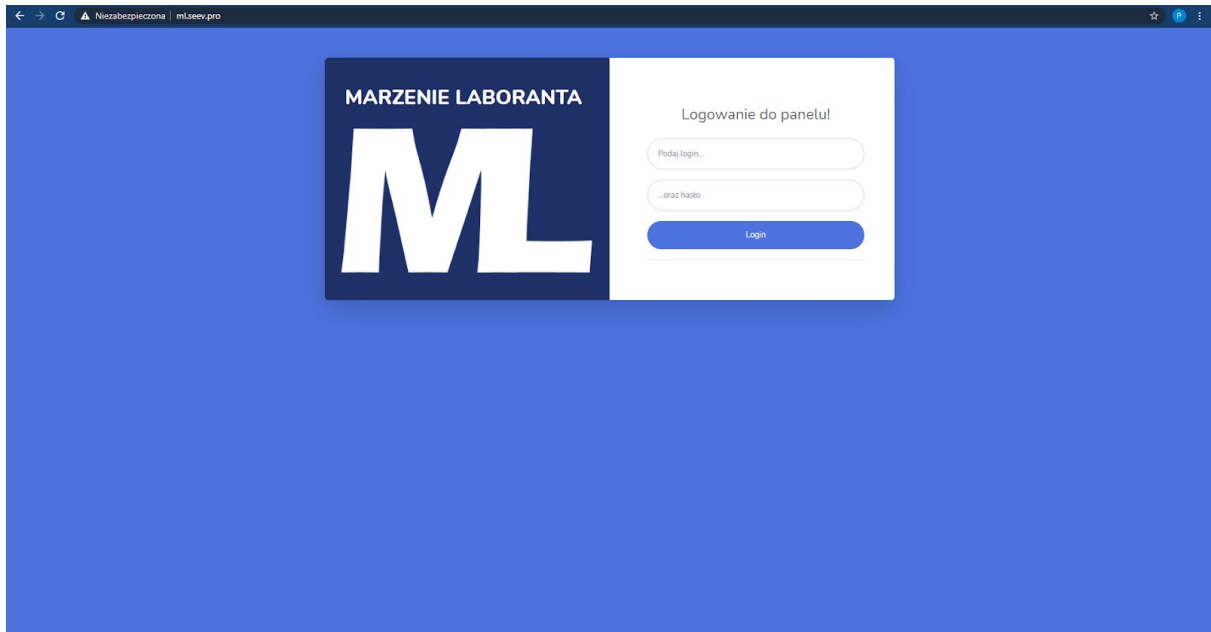 Niezabezpieczona | ml.seev.pro
P
MARZENIE LABORANTA
ML
Logowanie do panelu!
Podaj login...
...oraz hasło
Login